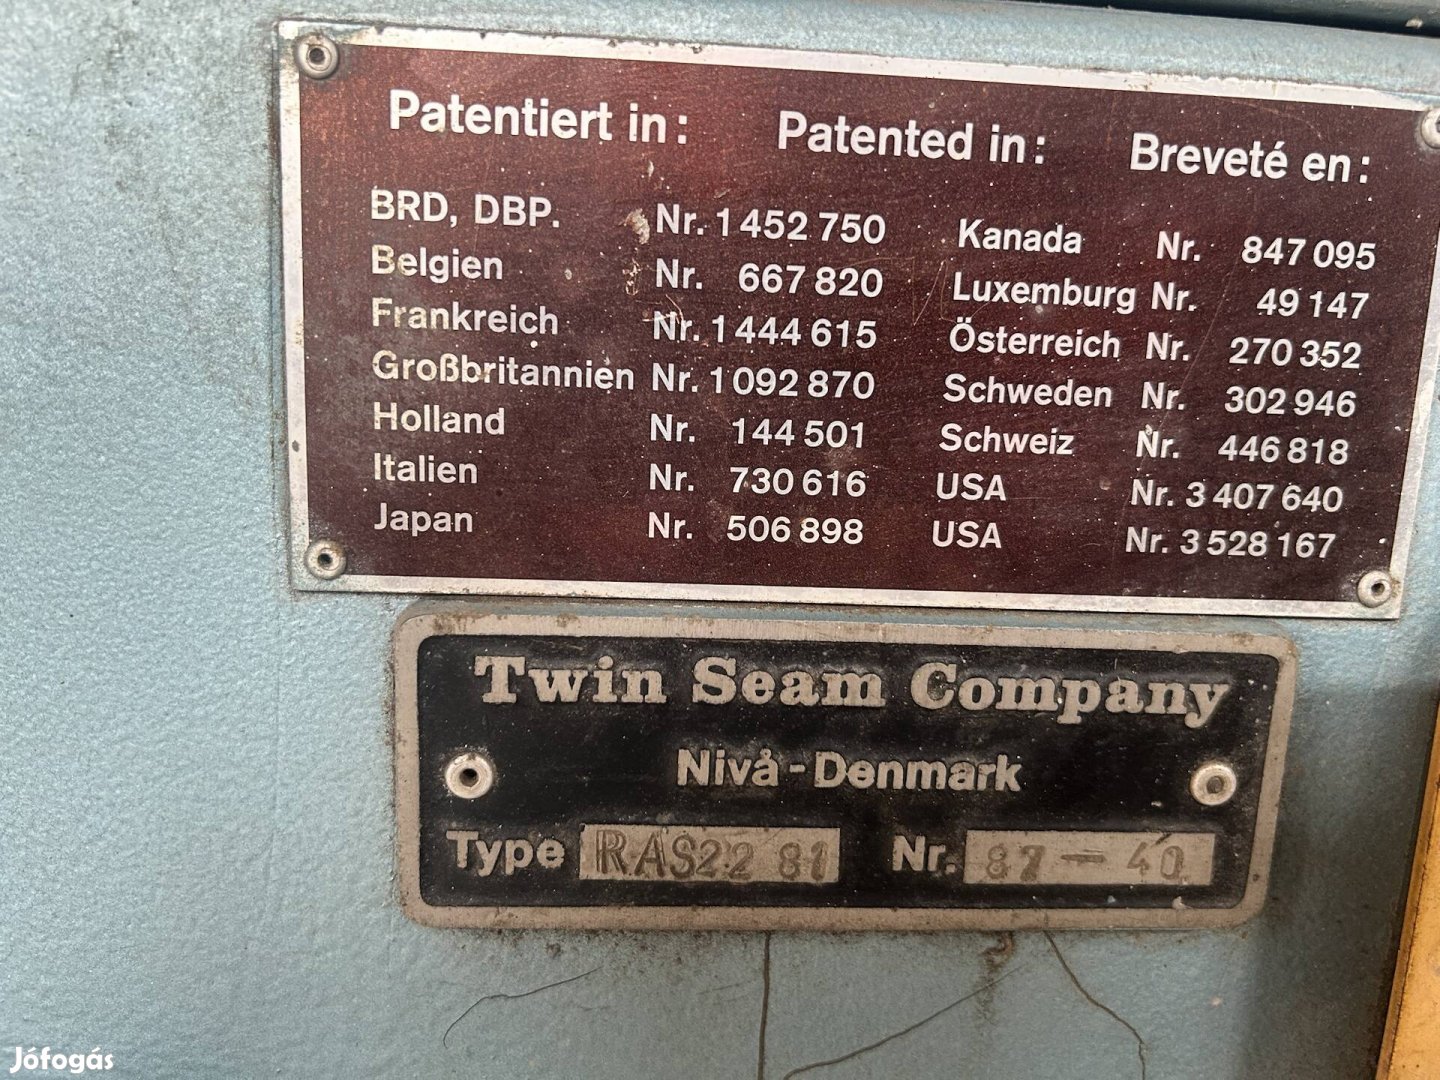 Patentiert in: Patented in: Breveté en:
BRD, DBP. Nr. 1 452 750 Kanada Nr. 847 095
Belgien Nr. 667 820 Luxemburg Nr. 49 147
Frankreich Nr. 1 444 615 Österreich Nr. 270 352
Großbritannien Nr. 1 092 870 Schweden Nr. 302 946
Holland Nr. 144 501 Schweiz Nr. 446 818
Italien Nr. 730 616 USA Nr. 3 407 640
Japan Nr. 506 898 USA Nr. 3 528 167
Twin Seam Company
Nivå - Denmark
Type RAS22 81 Nr. 87 - 40
Jófogás